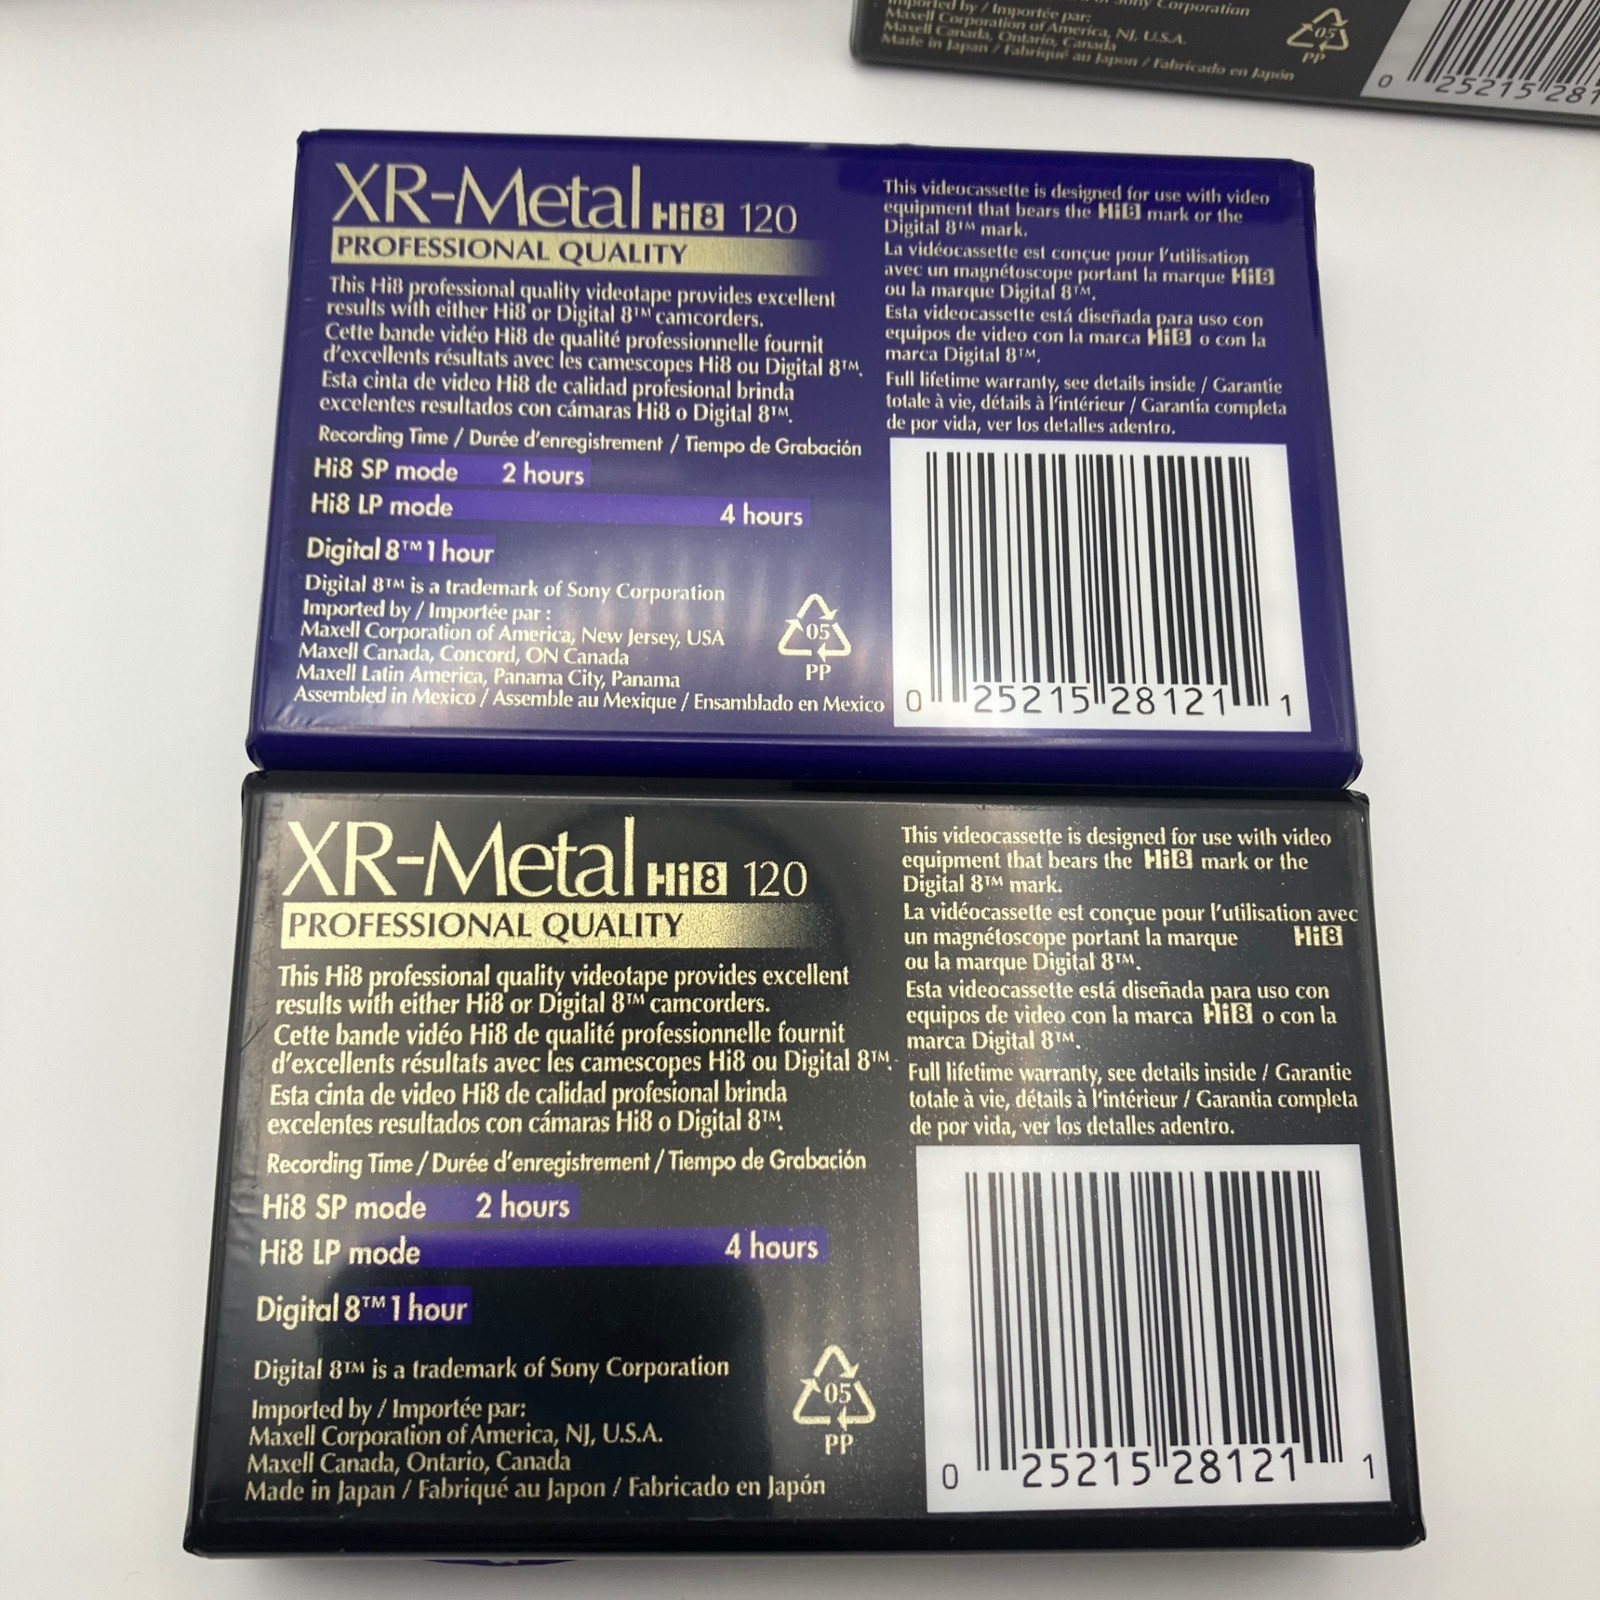 of Sony Corporation
Imported by / Importée par:
Maxell Corporation of America, NJ, U.S.A.
Maxell Canada, Ontario, Canada
Made in Japan / Fabriqué au Japon / Fabricado en Japón
05
PP
0 25215 281
XR-Metal Hi8 120
PROFESSIONAL QUALITY
This Hi8 professional quality videotape provides excellent
results with either Hi8 or Digital 8™ camcorders.
Cette bande vidéo Hi8 de qualité professionnelle fournit
d'excellents résultats avec les camescopes Hi8 ou Digital 8™.
Esta cinta de video Hi8 de calidad profesional brinda
excelentes resultados con cámaras Hi8 o Digital 8™.
Recording Time / Durée d'enregistrement / Tiempo de Grabación
Hi8 SP mode 2 hours
Hi8 LP mode 4 hours
Digital 8™ 1 hour
Digital 8™ is a trademark of Sony Corporation
Imported by / Importée par :
Maxell Corporation of America, New Jersey, USA
Maxell Canada, Concord, ON Canada
Maxell Latin America, Panama City, Panama
Assembled in Mexico / Assemble au Mexique / Ensamblado en Mexico
05
PP
This videocassette is designed for use with video
equipment that bears the Hi8 mark or the
Digital 8™ mark.
La vidéocassette est conçue pour l'utilisation
avec un magnétoscope portant la marque Hi8
ou la marque Digital 8™.
Esta videocassette está diseñada para uso con
equipos de video con la marca Hi8 o con la
marca Digital 8™.
Full lifetime warranty, see details inside / Garantie
totale à vie, détails à l'intérieur / Garantia completa
de por vida, ver los detalles adentro.
0 25215 28121 1
XR-Metal Hi8 120
PROFESSIONAL QUALITY
This Hi8 professional quality videotape provides excellent
results with either Hi8 or Digital 8™ camcorders.
Cette bande vidéo Hi8 de qualité professionnelle fournit
d'excellents résultats avec les camescopes Hi8 ou Digital 8™.
Esta cinta de video Hi8 de calidad profesional brinda
excelentes resultados con cámaras Hi8 o Digital 8™.
Recording Time / Durée d'enregistrement / Tiempo de Grabación
Hi8 SP mode 2 hours
Hi8 LP mode 4 hours
Digital 8™ 1 hour
Digital 8™ is a trademark of Sony Corporation
Imported by / Importée par:
Maxell Corporation of America, NJ, U.S.A.
Maxell Canada, Ontario, Canada
Made in Japan / Fabriqué au Japon / Fabricado en Japón
05
PP
This videocassette is designed for use with video
equipment that bears the Hi8 mark or the
Digital 8™ mark.
La vidéocassette est conçue pour l'utilisation avec
un magnétoscope portant la marque Hi8
ou la marque Digital 8™.
Esta videocassette está diseñada para uso con
equipos de video con la marca Hi8 o con la
marca Digital 8™.
Full lifetime warranty, see details inside / Garantie
totale à vie, détails à l'intérieur / Garantia completa
de por vida, ver los detalles adentro.
0 25215 28121 1